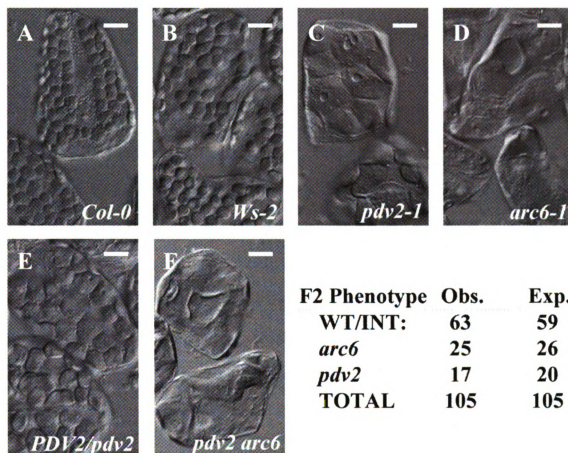 A
B
C
D
Col-0
Ws-2
pdv2-1
arc6-1
E
F
PDV2/pdv2
pdv2 arc6
F2 Phenotype Obs. Exp.
WT/INT: 63 59
arc6 25 26
pdv2 17 20
TOTAL 105 105